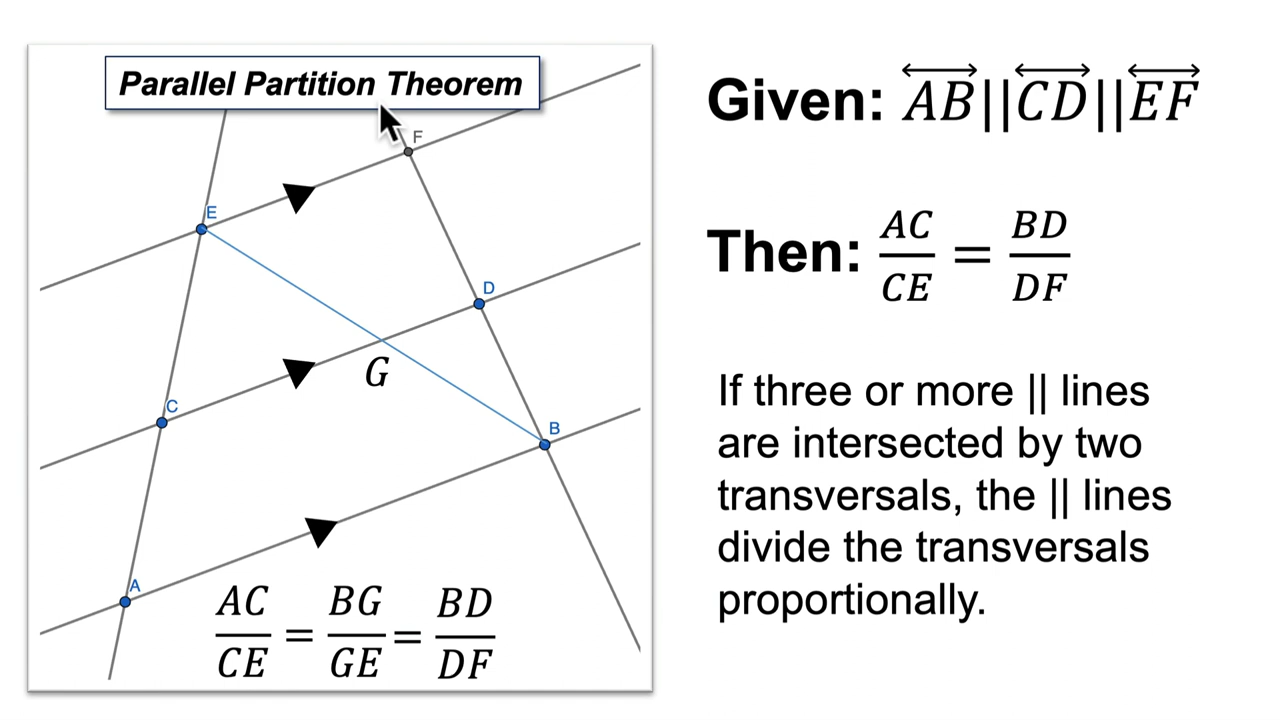 Parallel Partition Theorem
F
E
D
G
C
B
A
AC/CE = BG/GE = BD/DF
Given: AB||CD||EF
Then: AC/CE = BD/DF
If three or more || lines
are intersected by two
transversals, the || lines
divide the transversals
proportionally.